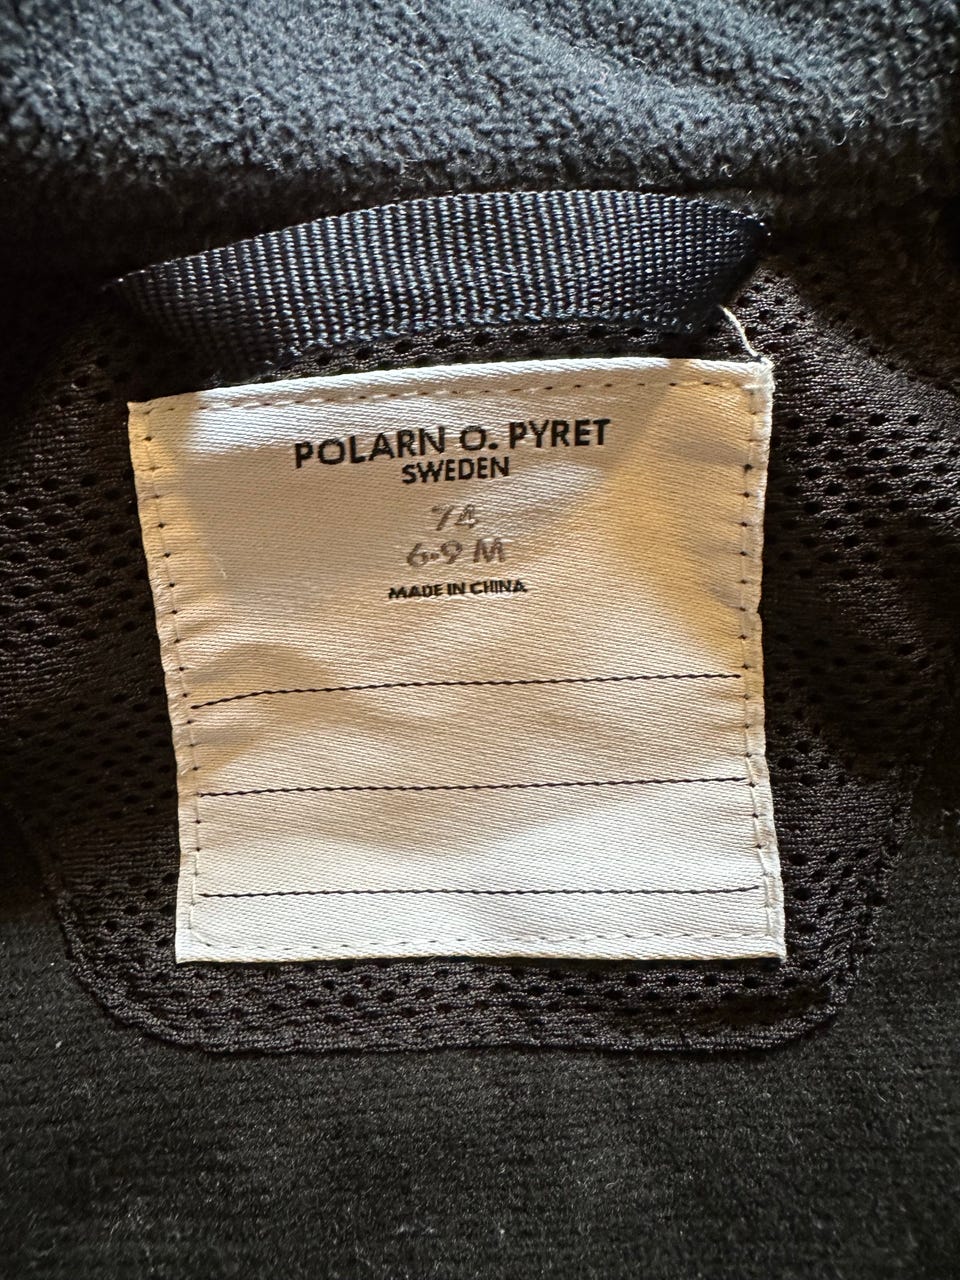 POLARN O. PYRET
SWEDEN
74
6-9 M
MADE IN CHINA